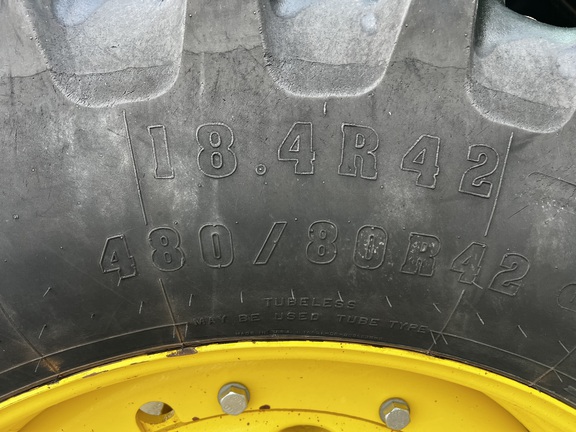 18.4R42
480/80R42
TUBELESS
MAY BE USED TUBE TYPE